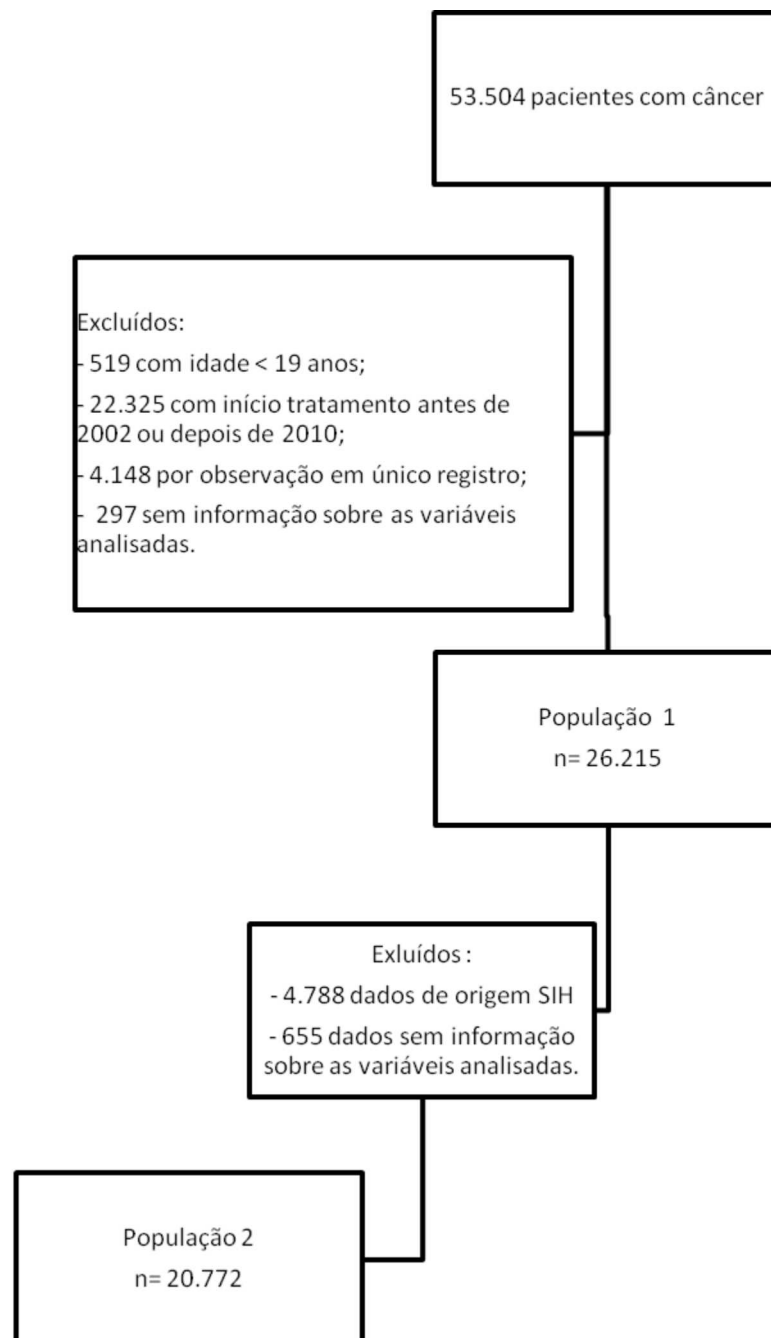 53.504 pacientes com câncer
Excluídos:
- 519 com idade < 19 anos;
- 22.325 com início tratamento antes de
2002 ou depois de 2010;
- 4.148 por observação em único registro;
- 297 sem informação sobre as variáveis
analisadas.
População 1
n= 26.215
Exluídos :
- 4.788 dados de origem SIH
- 655 dados sem informação
sobre as variáveis analisadas.
População 2
n= 20.772